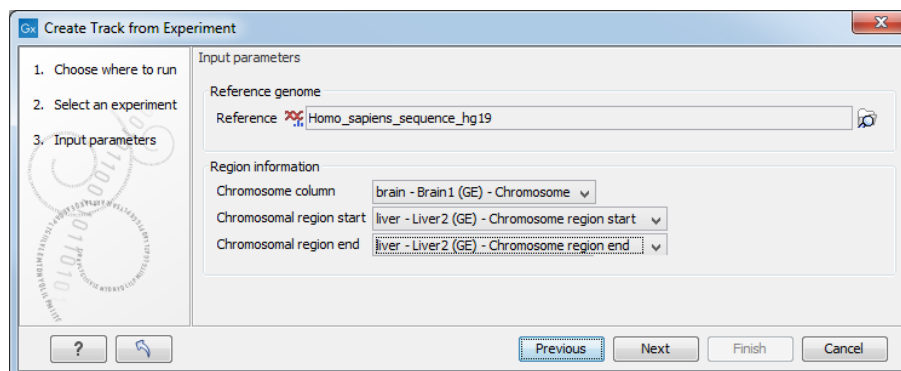 Gx Create Track from Experiment
1. Choose where to run
2. Select an experiment
3. Input parameters
Input parameters
Reference genome
Reference Homo_sapiens_sequence_hg19
Region information
Chromosome column brain - Brain1 (GE) - Chromosome
Chromosomal region start liver - Liver2 (GE) - Chromosome region start
Chromosomal region end liver - Liver2 (GE) - Chromosome region end
? Previous Next Finish Cancel